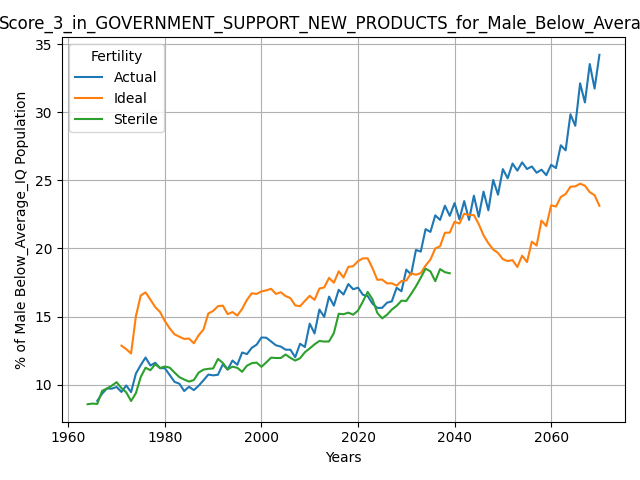 Score_3_in_GOVERNMENT_SUPPORT_NEW_PRODUCTS_for_Male_Below_Avera
35
30
25
20
15
10
% of Male Below_Average_IQ Population
Fertility
Actual
Ideal
Sterile
1960
1980
2000
2020
2040
2060
Years